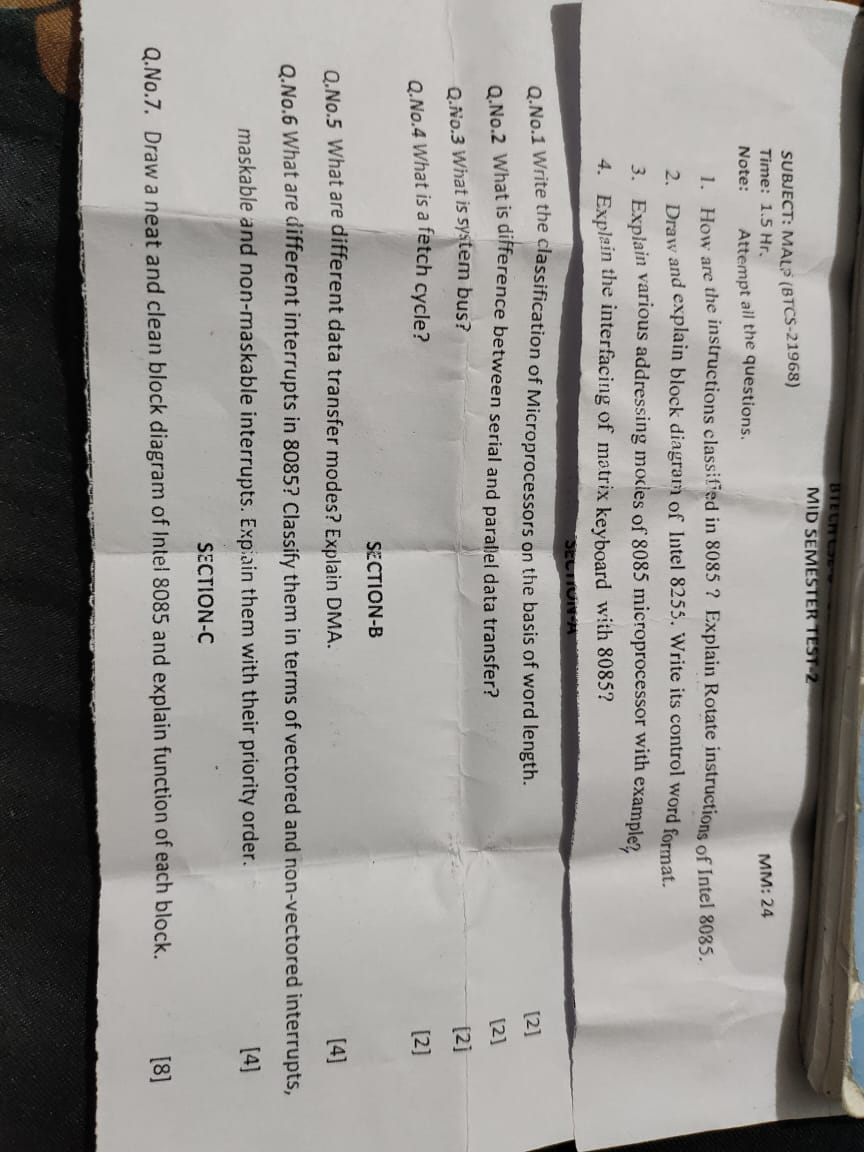 MID SEMESTER TEST-2
SUBJECT: MALP (BTCS-21968)
Time: 1.5 Hr. MM: 24
Note: Attempt all the questions.
1. How are the instructions classified in 8085 ? Explain Rotate instructions of Intel 8085.
2. Draw and explain block diagram of Intel 8255. Write its control word format.
3. Explain various addressing modes of 8085 microprocessor with example?
4. Explain the interfacing of matrix keyboard with 8085?
SECTION-A
Q.No.1 Write the classification of Microprocessors on the basis of word length. [2]
Q.No.2 What is difference between serial and parallel data transfer? [2]
Q.No.3 What is system bus? [2]
Q.No.4 What is a fetch cycle? [2]
SECTION-B
Q.No.5 What are different data transfer modes? Explain DMA. [4]
Q.No.6 What are different interrupts in 8085? Classify them in terms of vectored and non-vectored interrupts,
maskable and non-maskable interrupts. Explain them with their priority order. [4]
SECTION-C
Q.No.7. Draw a neat and clean block diagram of Intel 8085 and explain function of each block. [8]